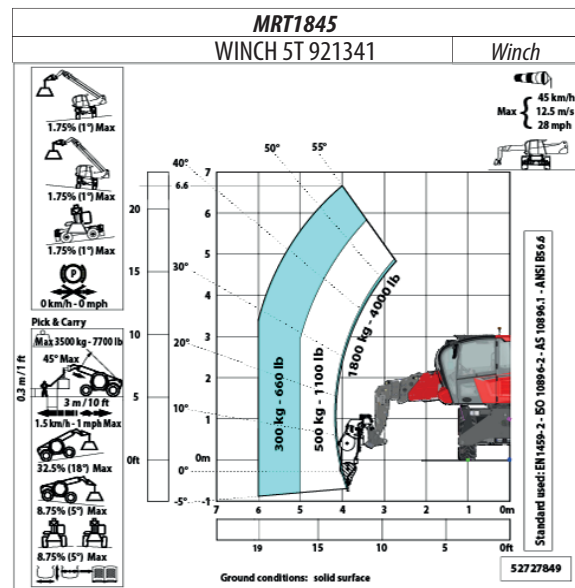 MRT1845
WINCH 5T 921341
Winch
1.75% (1°) Max
1.75% (1°) Max
1.75% (1°) Max
P
0 km/h - 0 mph
Pick & Carry
Max 3500 kg - 7700 lb
45° Max
0.3 m / 1 ft
3 m / 10 ft
1.5 km/h - 1 mph Max
32.5% (18°) Max
8.75% (5°) Max
8.75% (5°) Max
Max
45 km/h
12.5 m/s
28 mph
55°
50°
40°
30°
20°
10°
0°
-5°
20
15
10
5
0ft
7
6.6
6
5
4
3
2
1
0m
-1
300 kg - 660 lb
500 kg - 1100 lb
1800 kg - 4000 lb
7
6
5
4
3
2
1
0m
19
15
10
5
0ft
Standard used: EN1459-2 - ISO 10896-2 - AS 10896.1 - ANSI B56.6
Ground conditions: solid surface
52727849